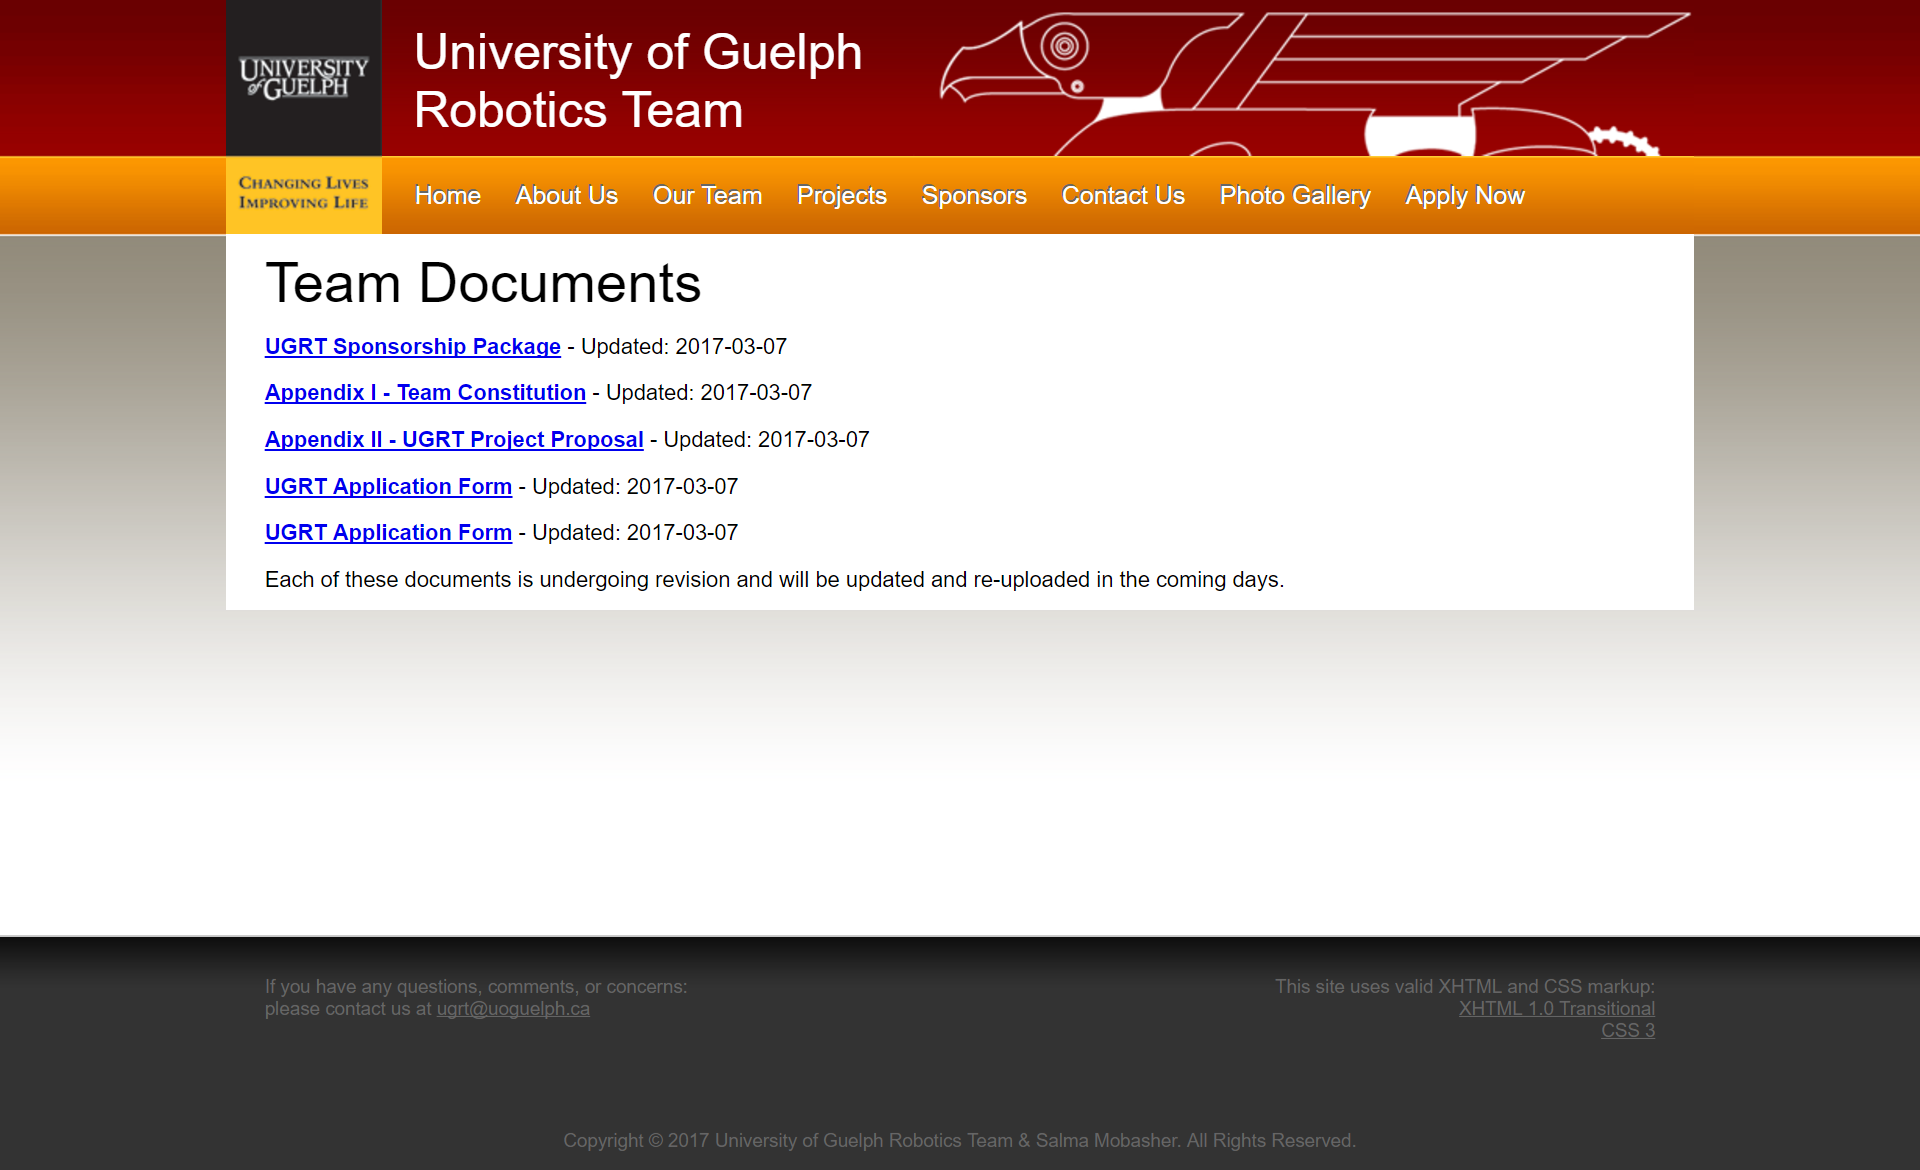 UNIVERSITY
of GUELPH
University of Guelph
Robotics Team
CHANGING LIVES
IMPROVING LIFE
Home About Us Our Team Projects Sponsors Contact Us Photo Gallery Apply Now
Team Documents
UGRT Sponsorship Package - Updated: 2017-03-07
Appendix I - Team Constitution - Updated: 2017-03-07
Appendix II - UGRT Project Proposal - Updated: 2017-03-07
UGRT Application Form - Updated: 2017-03-07
UGRT Application Form - Updated: 2017-03-07
Each of these documents is undergoing revision and will be updated and re-uploaded in the coming days.
If you have any questions, comments, or concerns:
please contact us at ugrt@uoguelph.ca
This site uses valid XHTML and CSS markup:
XHTML 1.0 Transitional
CSS 3
Copyright © 2017 University of Guelph Robotics Team & Salma Mobasher. All Rights Reserved.